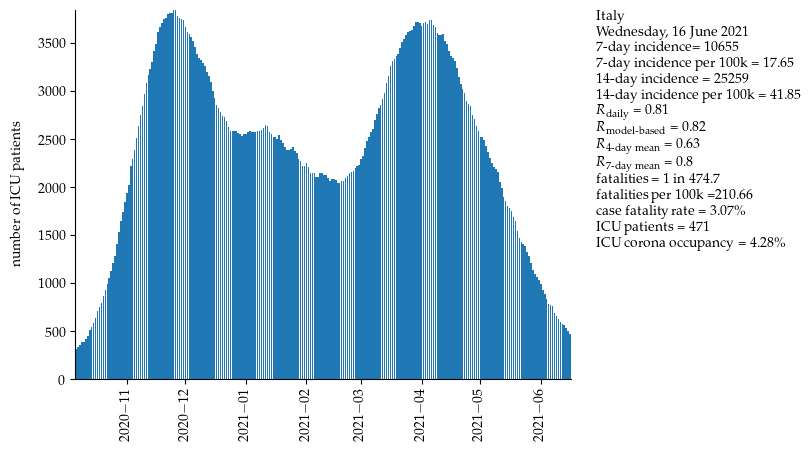 Italy
Wednesday, 16 June 2021
7-day incidence= 10655
7-day incidence per 100k = 17.65
14-day incidence = 25259
14-day incidence per 100k = 41.85
R daily = 0.81
R model-based = 0.82
R 4-day mean = 0.63
R 7-day mean = 0.8
fatalities = 1 in 474.7
fatalities per 100k =210.66
case fatality rate = 3.07%
ICU patients = 471
ICU corona occupancy = 4.28%
number of ICU patients
3500
3000
2500
2000
1500
1000
500
0
2020−11
2020−12
2021−01
2021−02
2021−03
2021−04
2021−05
2021−06